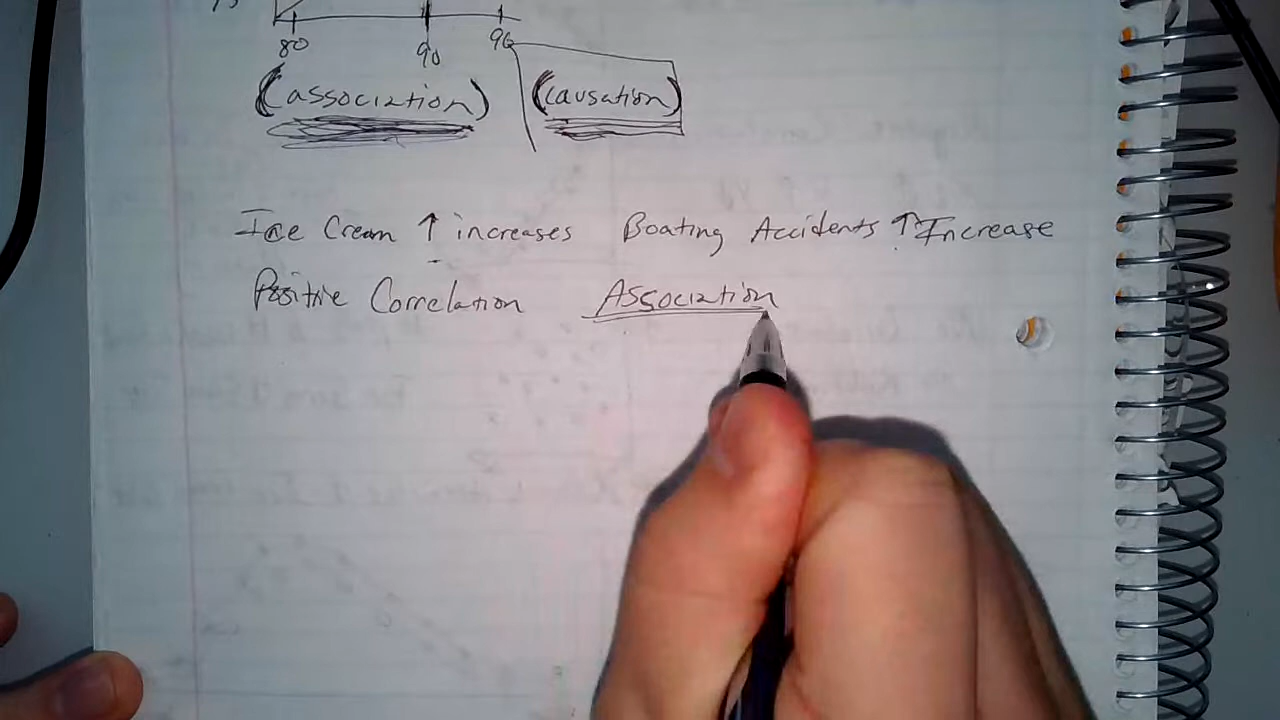 80 90 96
(association) (causation)
Ice Cream ↑ increases Boating Accidents ↑ Increase
Positive Correlation Association